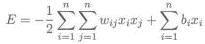 E = -\frac{1}{2} \sum_{i=1}^{n} \sum_{j=1}^{n} w_{ij} x_i x_j + \sum_{i=1}^{n} b_i x_i